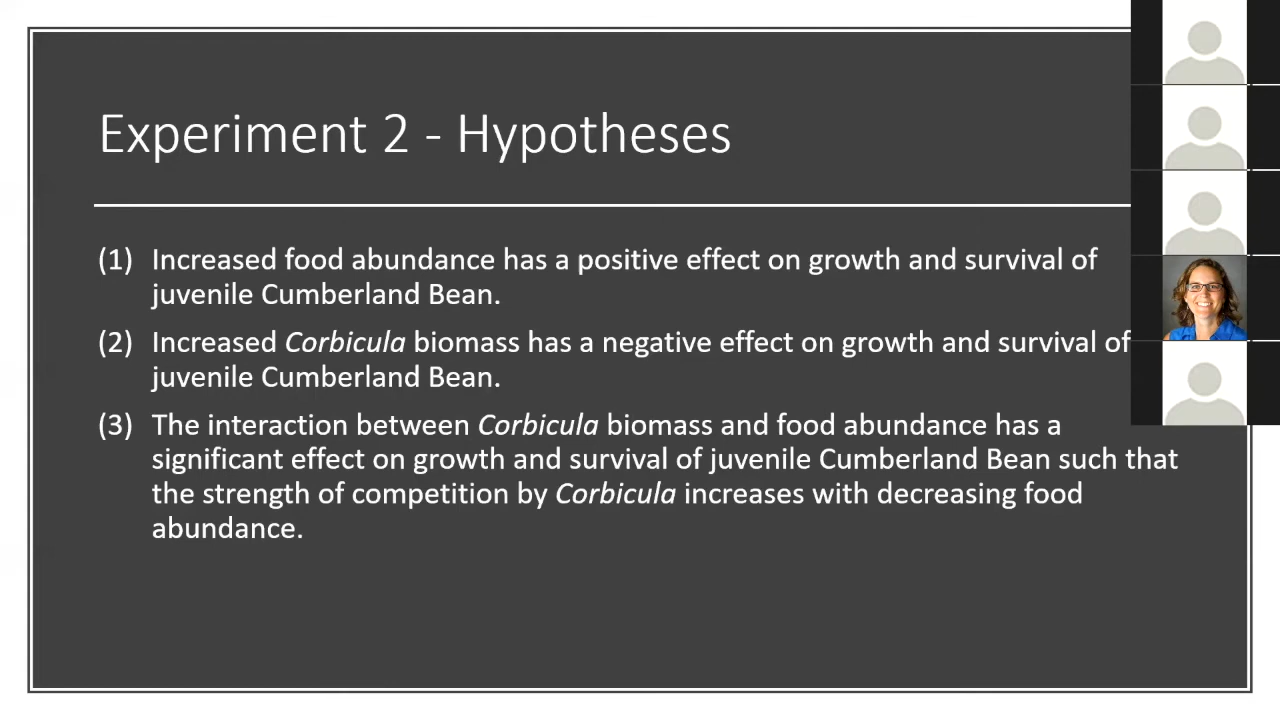 Experiment 2 - Hypotheses
(1) Increased food abundance has a positive effect on growth and survival of
juvenile Cumberland Bean.
(2) Increased Corbicula biomass has a negative effect on growth and survival of
juvenile Cumberland Bean.
(3) The interaction between Corbicula biomass and food abundance has a
significant effect on growth and survival of juvenile Cumberland Bean such that
the strength of competition by Corbicula increases with decreasing food
abundance.